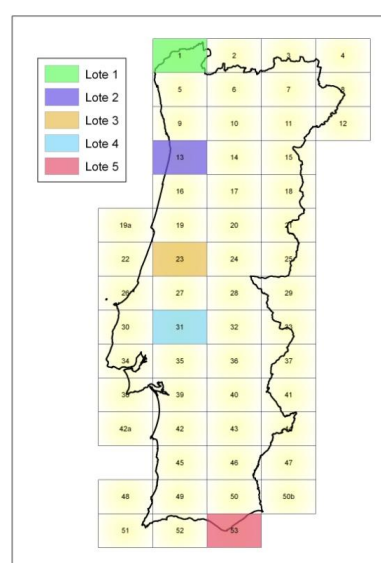 Lote 1
Lote 2
Lote 3
Lote 4
Lote 5
1 2 3 4
5 6 7 8
9 10 11 12
13 14 15
16 17 18
19a 19 20 21
22 23 24 25
26 27 28 29
30 31 32 33
34 35 36 37
38 39 40 41
42a 42 43
45 46 47
48 49 50 50b
51 52 53